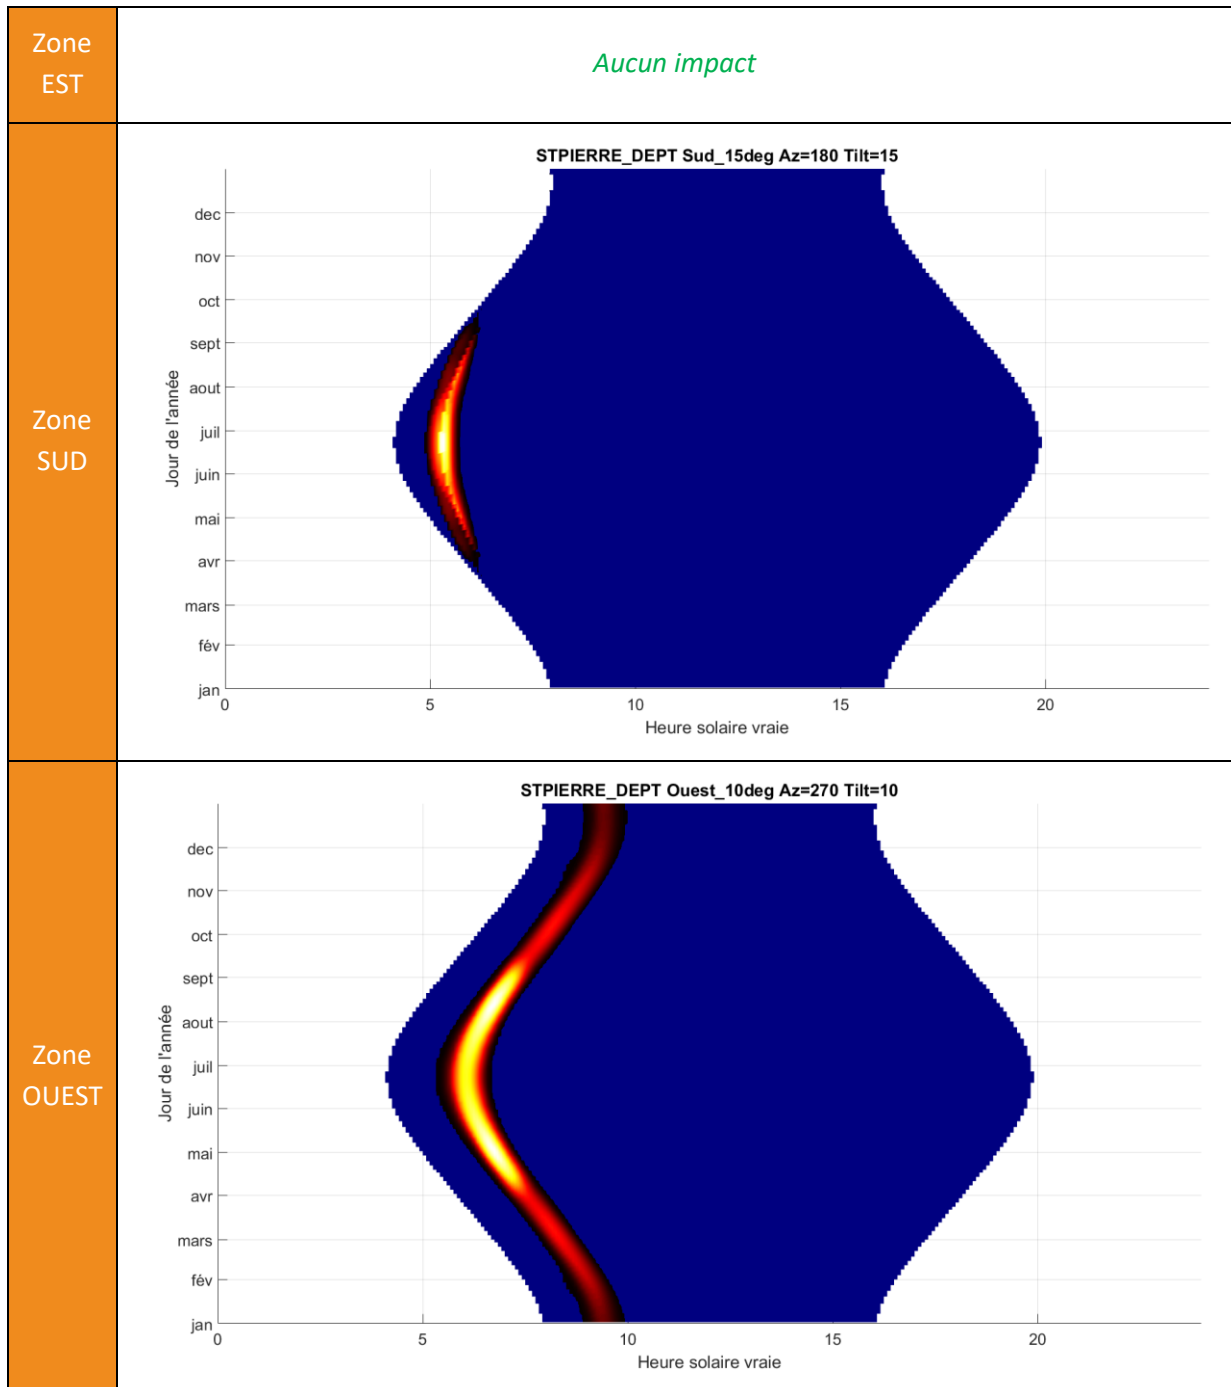 Zone
EST
Aucun impact
Zone
SUD
STPIERRE_DEPT Sud_15deg Az=180 Tilt=15
Jour de l'année
dec
nov
oct
sept
aout
juil
juin
mai
avr
mars
fév
jan
0 5 10 15 20
Heure solaire vraie
Zone
OUEST
STPIERRE_DEPT Ouest_10deg Az=270 Tilt=10
Jour de l'année
dec
nov
oct
sept
aout
juil
juin
mai
avr
mars
fév
jan
0 5 10 15 20
Heure solaire vraie